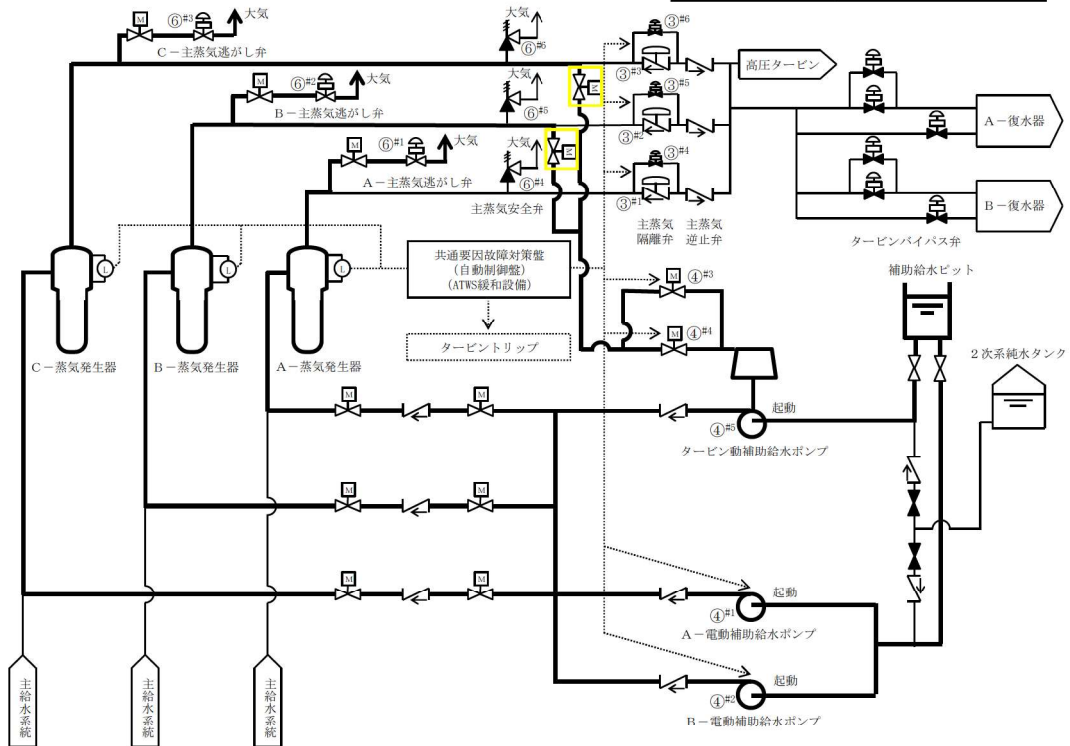 大気
M
⑥#3
C－主蒸気逃がし弁
大気
⑥#6
③#6
③#3
高圧タービン
M
⑥#2
大気
B－主蒸気逃がし弁
大気
⑥#5
M
③#5
③#2
A－復水器
M
⑥#1
大気
A－主蒸気逃がし弁
大気
⑥#4
主蒸気安全弁
M
③#4
③#1
主蒸気
隔離弁
主蒸気
逆止弁
B－復水器
タービンバイパス弁
L
L
L
C－蒸気発生器
B－蒸気発生器
A－蒸気発生器
共通要因故障対策盤
(自動制御盤)
(ATWS緩和設備)
タービントリップ
M
④#3
M
④#4
補助給水ピット
２次系純水タンク
M
M
起動
④#5
タービン動補助給水ポンプ
M
M
M
M
起動
④#1
A－電動補助給水ポンプ
起動
④#2
B－電動補助給水ポンプ
主給水系統
主給水系統
主給水系統